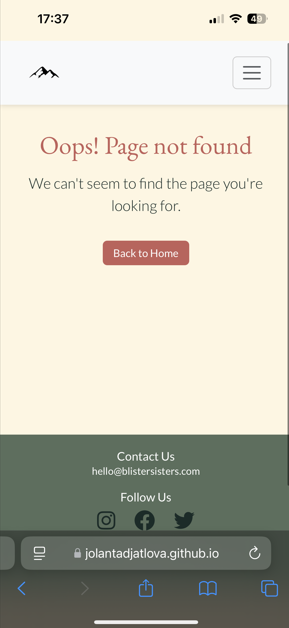 17:37
49
Oops! Page not found
We can't seem to find the page you're
looking for.
Back to Home
Contact Us
hello@blistersisters.com
Follow Us
jolantadjatlova.github.io